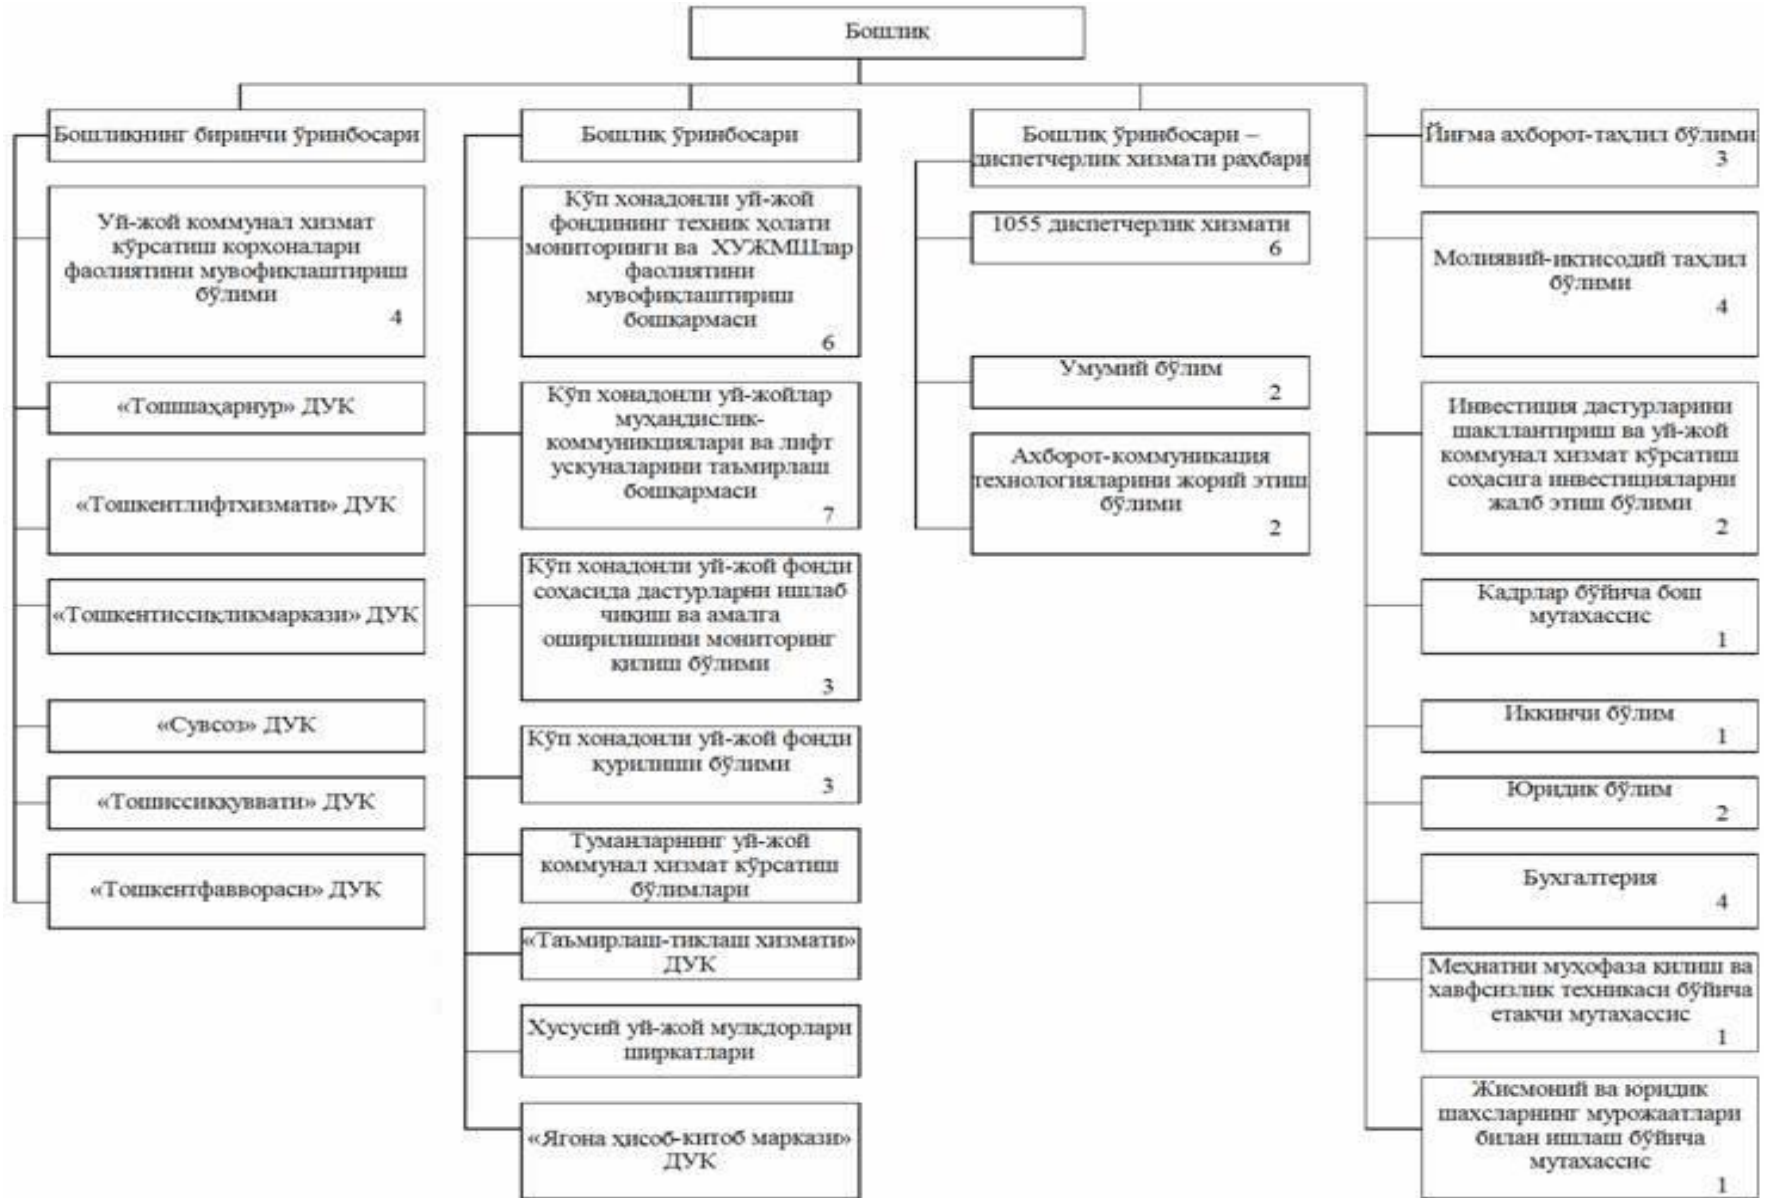 Бошлиқ
Бошлиқнинг биринчи ўринбосари
Уй-жой коммунал хизмат
кўрсатиш корхоналари
фаолиятини мувофиқлаштириш
бўлими
4
«Тошшаҳарнур» ДУК
«Тошкентлифтхизмати» ДУК
«Тошкентиссиқликмаркази» ДУК
«Сувсоз» ДУК
«Тошиссиққуввати» ДУК
«Тошкентфаввораси» ДУК
Бошлиқ ўринбосари
Кўп хонадонли уй-жой
фондининг техник ҳолати
мониторинги ва ХУЖМШлар
фаолиятини
мувофиқлаштириш
бошқармаси
6
Кўп хонадонли уй-жойлар
муҳандислик-
коммуникциялари ва лифт
ускуналарини таъмирлаш
бошқармаси
7
Кўп хонадонли уй-жой фонди
соҳасида дастурларни ишлаб
чиқиш ва амалга
оширилишини мониторинг
қилиш бўлими
3
Кўп хонадонли уй-жой фонди
қурилиши бўлими
3
Туманларнинг уй-жой
коммунал хизмат кўрсатиш
бўлимлари
«Таъмирлаш-тиклаш хизмати»
ДУК
Хусусий уй-жой мулкдорлари
ширкатлари
«Ягона ҳисоб-китоб маркази»
ДУК
Бошлиқ ўринбосари –
диспетчерлик хизмати раҳбари
1055 диспетчерлик хизмати
6
Умумий бўлим
2
Ахборот-коммуникация
технологияларини жорий этиш
бўлими
2
Йиғма ахборот-таҳлил бўлими
3
Молиявий-иқтисодий таҳлил
бўлими
4
Инвестиция дастурларини
шакллантириш ва уй-жой
коммунал хизмат кўрсатиш
соҳасига инвестицияларни
жалб этиш бўлими
2
Кадрлар бўйича бош
мутахассис
1
Иккинчи бўлим
1
Юридик бўлим
2
Бухгалтерия
4
Меҳнатни муҳофаза қилиш ва
хавфсизлик техникаси бўйича
етакчи мутахассис
1
Жисмоний ва юридик
шахсларнинг мурожаатлари
билан ишлаш бўйича
мутахассис
1